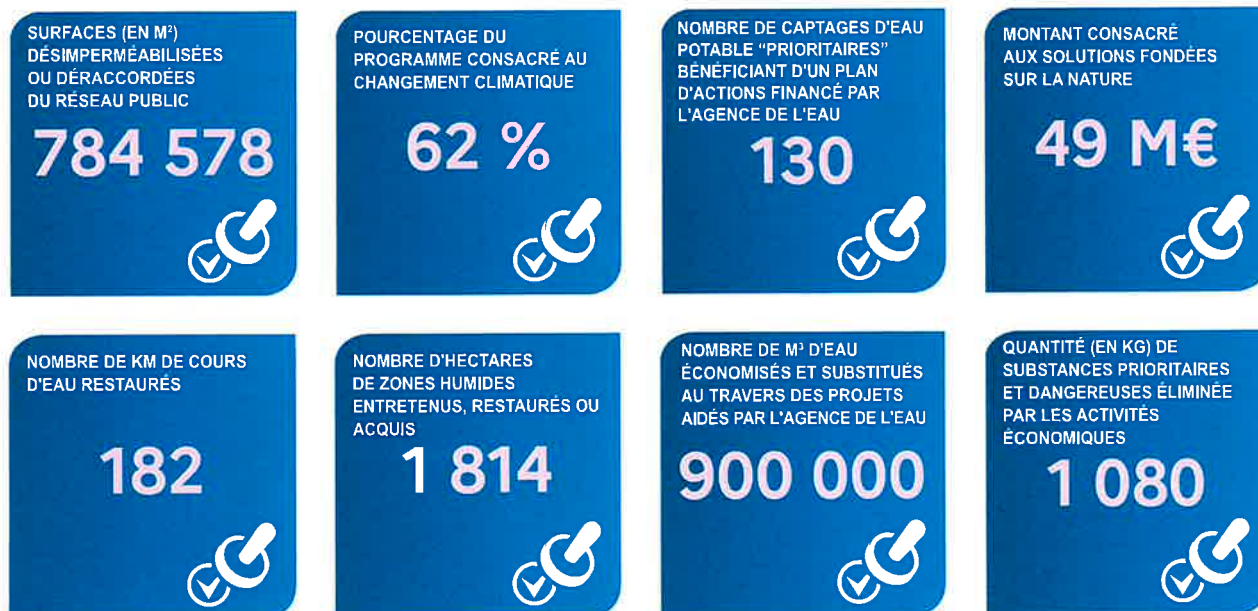 SURFACES (EN M²)
DÉSIMPERMÉABILISÉES
OU DÉRACCORDÉES
DU RÉSEAU PUBLIC
784 578
POURCENTAGE DU
PROGRAMME CONSACRÉ AU
CHANGEMENT CLIMATIQUE
62 %
NOMBRE DE CAPTAGES D'EAU
POTABLE "PRIORITAIRES"
BÉNÉFICIANT D'UN PLAN
D'ACTIONS FINANCÉ PAR
L'AGENCE DE L'EAU
130
MONTANT CONSACRÉ
AUX SOLUTIONS FONDÉES
SUR LA NATURE
49 M€
NOMBRE DE KM DE COURS
D'EAU RESTAURÉS
182
NOMBRE D'HECTARES
DE ZONES HUMIDES
ENTRETENUS, RESTAURÉS OU
ACQUIS
1 814
NOMBRE DE M³ D'EAU
ÉCONOMISÉS ET SUBSTITUÉS
AU TRAVERS DES PROJETS
AIDÉS PAR L'AGENCE DE L'EAU
900 000
QUANTITÉ (EN KG) DE
SUBSTANCES PRIORITAIRES
ET DANGEREUSES ÉLIMINÉE
PAR LES ACTIVITÉS
ÉCONOMIQUES
1 080